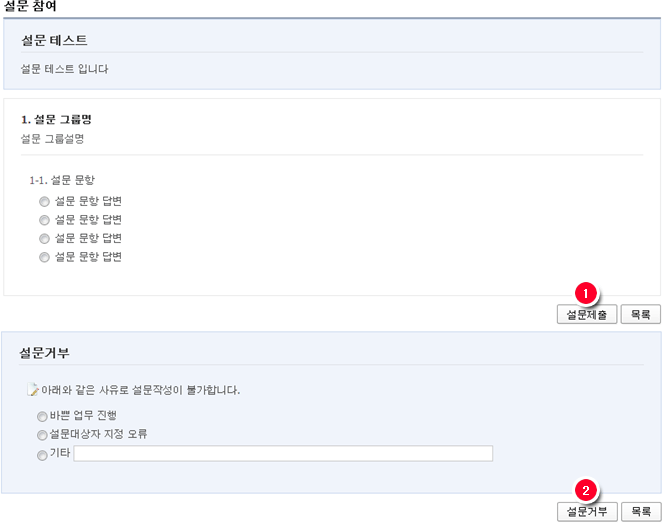 설문 참여
설문 테스트
설문 테스트 입니다
1. 설문 그룹명
설문 그룹설명
1-1. 설문 문항
설문 문항 답변
설문 문항 답변
설문 문항 답변
설문 문항 답변
1
설문제출 목록
설문거부
아래와 같은 사유로 설문작성이 불가합니다.
바쁜 업무 진행
설문대상자 지정 오류
기타
2
설문거부 목록